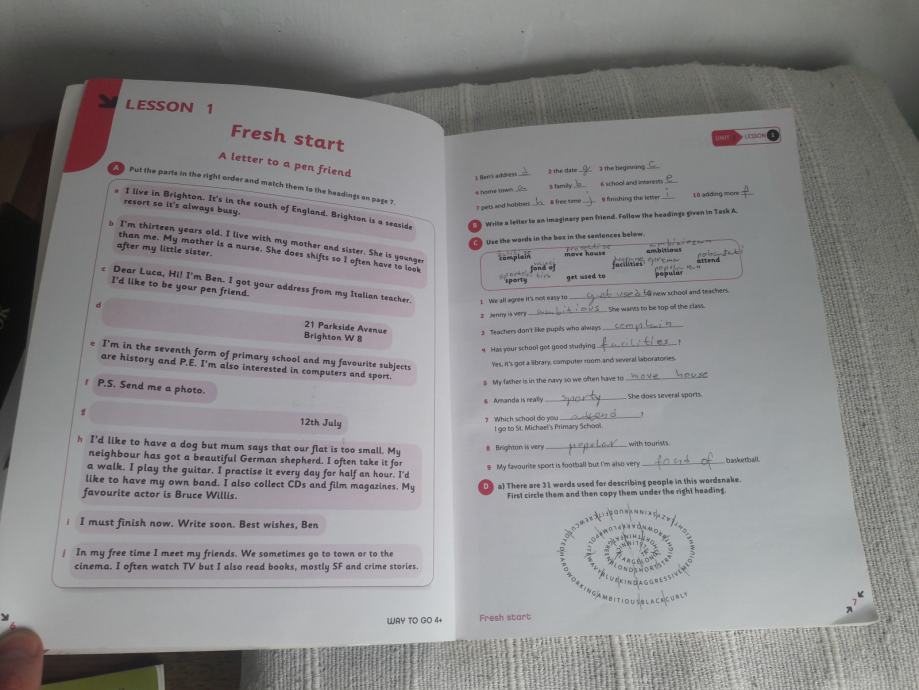 LESSON 1
Fresh start
A letter to a pen friend
A Put the parts in the right order and match them to the headings on page 7.
a I live in Brighton. It's in the south of England. Brighton is a seaside
resort so it's always busy.
b I'm thirteen years old. I live with my mother and sister. She is younger
than me. My mother is a nurse. She does shifts so I often have to look
after my little sister.
c Dear Luca, Hi! I'm Ben. I got your address from my Italian teacher.
I'd like to be your pen friend.
d
21 Parkside Avenue
Brighton W 8
e I'm in the seventh form of primary school and my favourite subjects
are history and P.E. I'm also interested in computers and sport.
f P.S. Send me a photo.
g
12th July
h I'd like to have a dog but mum says that our flat is too small. My
neighbour has got a beautiful German shepherd. I often take it for
a walk. I play the guitar. I practise it every day for half an hour. I'd
like to have my own band. I also collect CDs and film magazines. My
favourite actor is Bruce Willis.
i I must finish now. Write soon. Best wishes, Ben
j In my free time I meet my friends. We sometimes go to town or to the
cinema. I often watch TV but I also read books, mostly SF and crime stories.
6
WAY TO GO 4+
UNIT 1 LESSON 1
1 Ben's address d 2 the date g 3 the beginning c
4 home town a 5 family b 6 school and interests e
7 pets and hobbies h 8 free time j 9 finishing the letter i 10 adding more f
B Write a letter to an imaginary pen friend. Follow the headings given in Task A.
C Use the words in the box in the sentences below.
complain move house ambitious
fond of facilities attend
sporty get used to popular
1 We all agree it's not easy to get used to new school and teachers.
2 Jenny is very ambitious. She wants to be top of the class.
3 Teachers don't like pupils who always complain
4 Has your school got good studying facilities,
Yes, it's got a library, computer room and several laboratories.
5 My father is in the navy so we often have to move house
6 Amanda is really sporty. She does several sports.
7 Which school do you attend,
I go to St. Michael's Primary School.
8 Brighton is very popular with tourists.
9 My favourite sport is football but I'm also very fond of basketball.
D a) There are 31 words used for describing people in this wordsnake.
First circle them and then copy them under the right heading.
HARDWORKINGAMBITIOUSBLACKCURLY
Fresh start
7